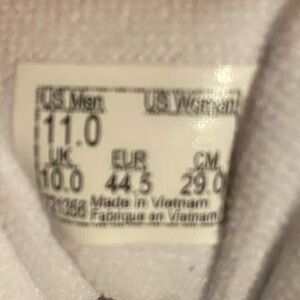 US Men US Women
11.0
UK EUR CM
10.0 44.5 29.0
Made in Vietnam
Fabriqué en Vietnam